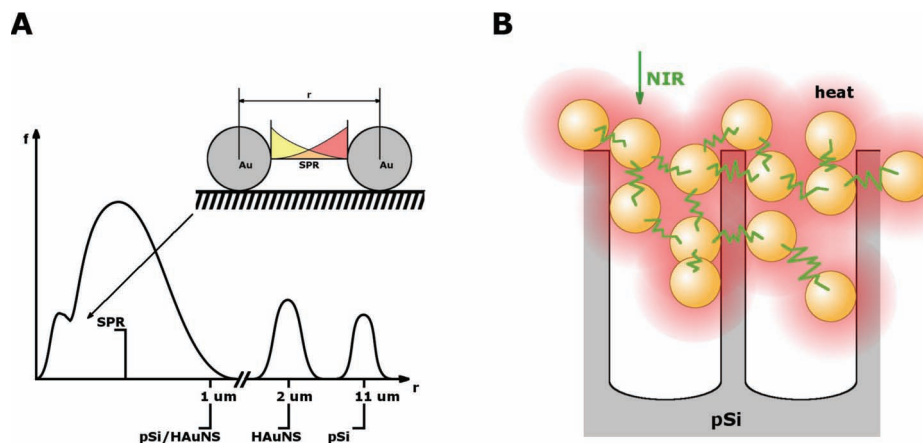 A
r
Au
SPR
Au
f
SPR
1 um
2 um
11 um
r
pSi/HAuNS
HAuNS
pSi
B
NIR
heat
pSi